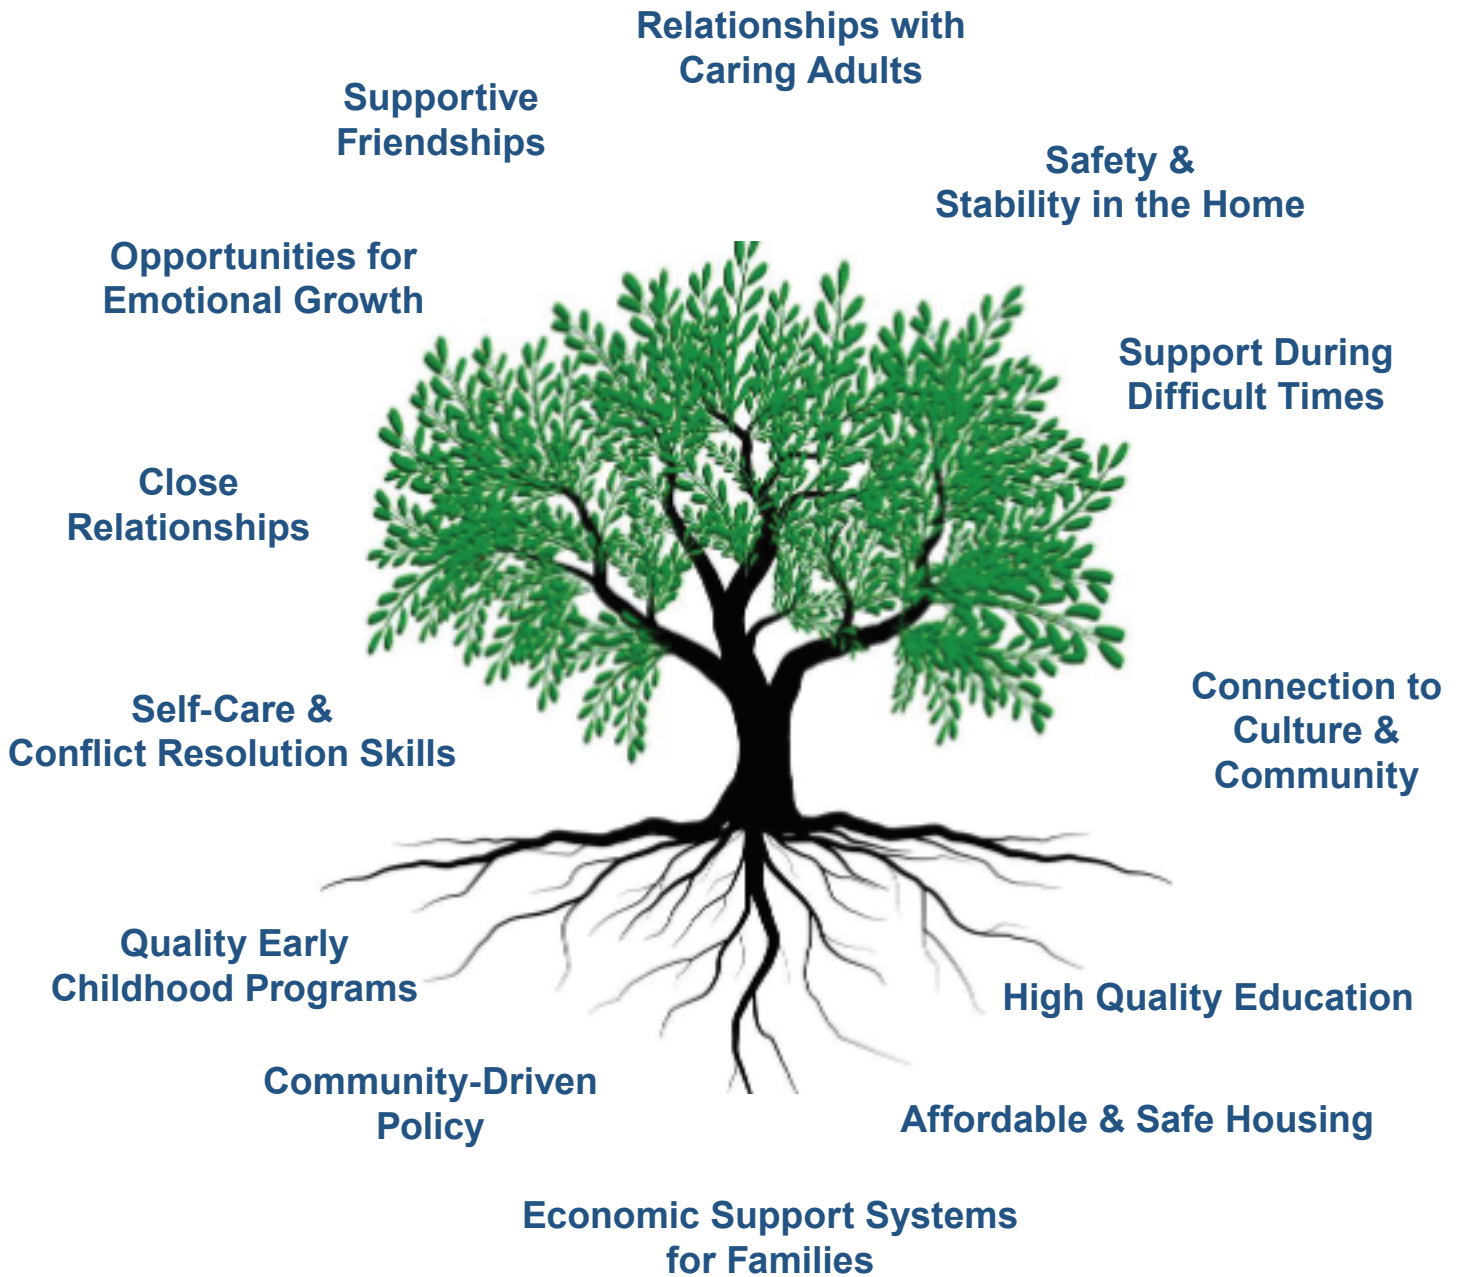 Relationships with
Caring Adults
Supportive
Friendships
Safety &
Stability in the Home
Opportunities for
Emotional Growth
Support During
Difficult Times
Close
Relationships
Connection to
Culture &
Community
Self-Care &
Conflict Resolution Skills
Quality Early
Childhood Programs
High Quality Education
Community-Driven
Policy
Affordable & Safe Housing
Economic Support Systems
for Families